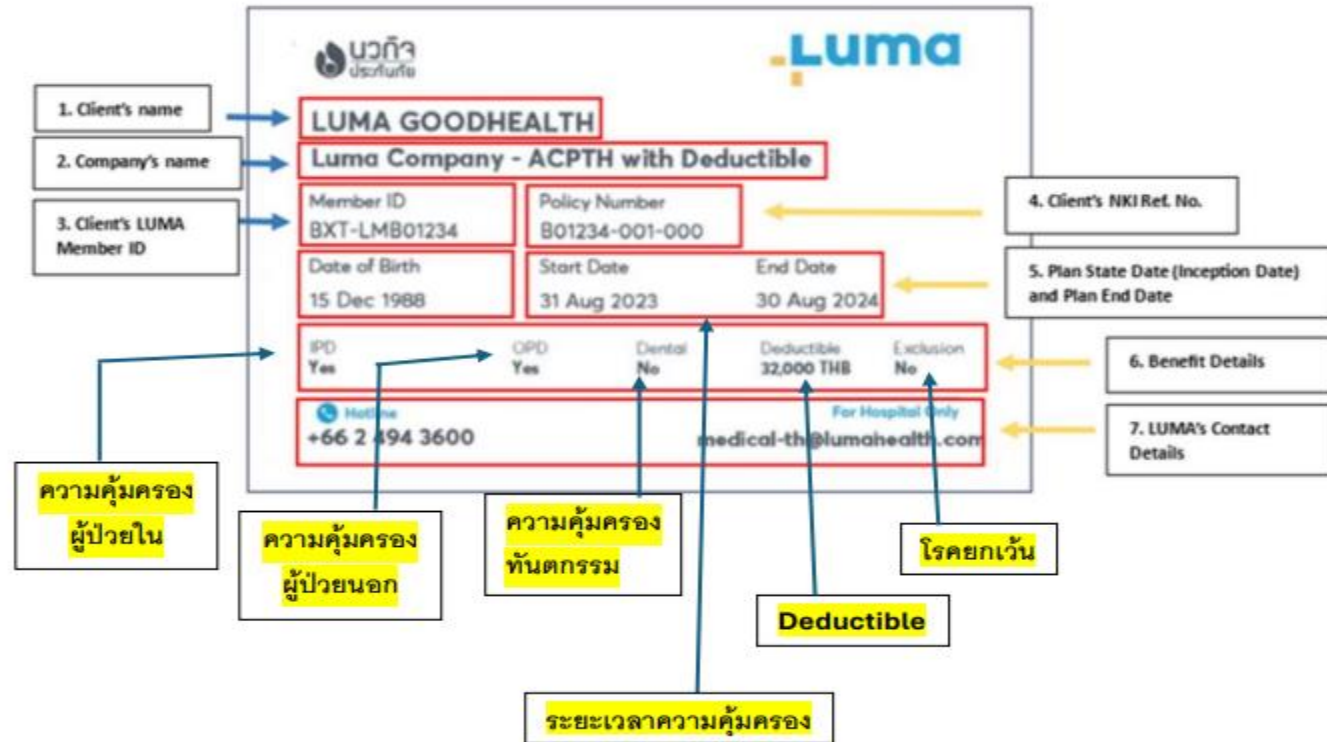 นวกิจ
ประกันภัย
Luma
1. Client's name
LUMA GOODHEALTH
2. Company's name
Luma Company - ACPTH with Deductible
3. Client's LUMA
Member ID
Member ID
BXT-LMB01234
Policy Number
B01234-001-000
4. Client's NKI Ref. No.
Date of Birth
15 Dec 1988
Start Date
31 Aug 2023
End Date
30 Aug 2024
5. Plan State Date (Inception Date)
and Plan End Date
IPD
Yes
OPD
Yes
Dental
No
Deductible
32,000 THB
Exclusion
No
6. Benefit Details
Hotline
+66 2 494 3600
For Hospital Only
medical-th@lumahealth.com
7. LUMA's Contact
Details
ความคุ้มครอง
ผู้ป่วยใน
ความคุ้มครอง
ผู้ป่วยนอก
ความคุ้มครอง
ทันตกรรม
โรคยกเว้น
Deductible
ระยะเวลาความคุ้มครอง